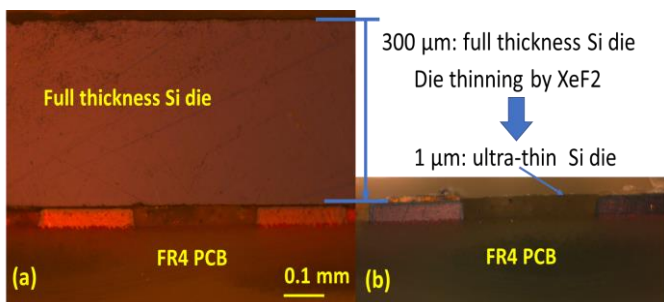 300 µm: full thickness Si die
Full thickness Si die
Die thinning by XeF2
1 µm: ultra-thin Si die
FR4 PCB
FR4 PCB
(a)
0.1 mm
(b)